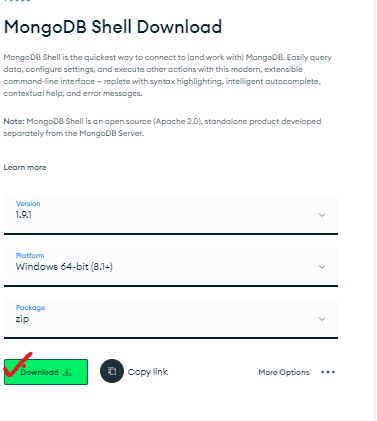 MongoDB Shell Download
MongoDB Shell is the quickest way to connect to (and work with) MongoDB. Easily query
data, configure settings, and execute other actions with this modern, extensible
command-line interface — replete with syntax highlighting, intelligent autocomplete,
contextual help, and error messages.
Note: MongoDB Shell is an open source (Apache 2.0), standalone product developed
separately from the MongoDB Server.
Learn more
Version
1.9.1
Platform
Windows 64-bit (8.1+)
Package
zip
Download
Copy link
More Options